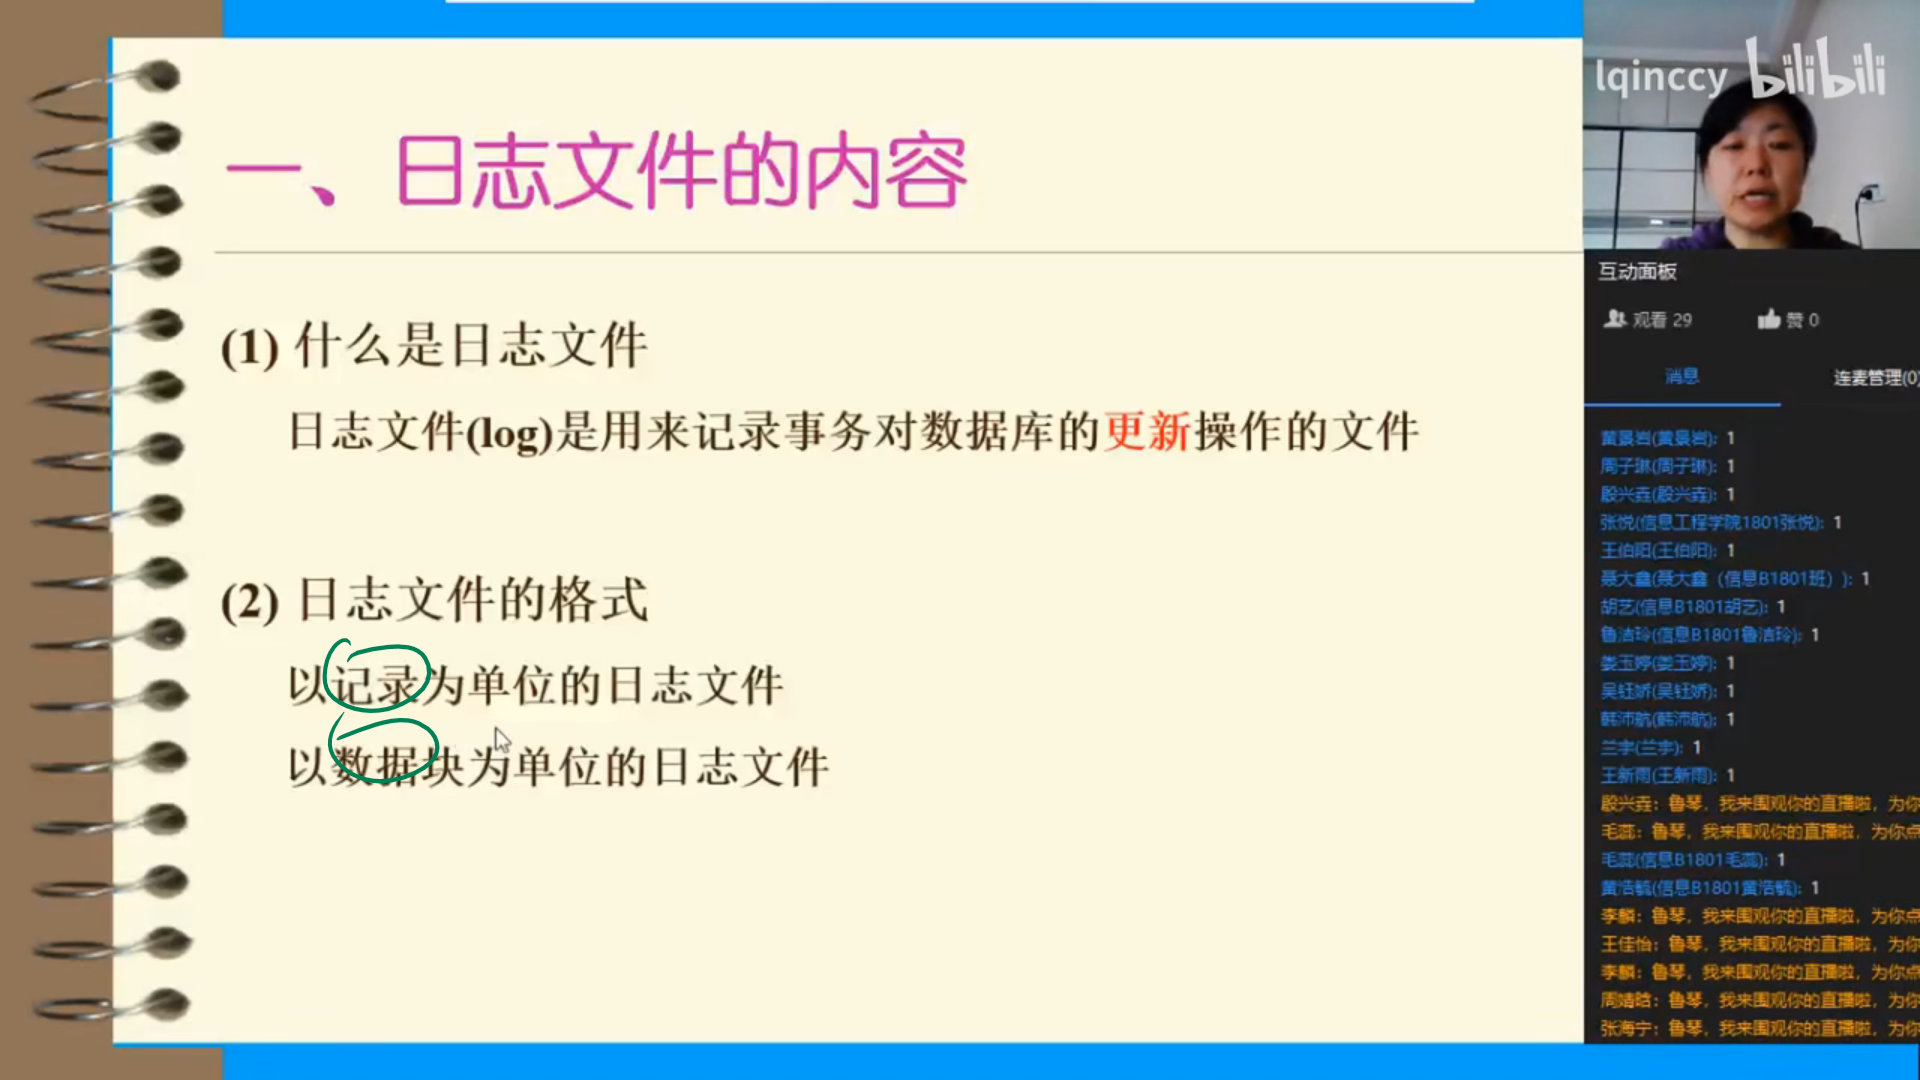 一、日志文件的内容
(1) 什么是日志文件
日志文件(log)是用来记录事务对数据库的更新操作的文件
(2) 日志文件的格式
以记录为单位的日志文件
以数据块为单位的日志文件
lqinccy bilibili
互动面板
观看 29 赞 0
消息 连麦管理(0)
黄景岩(黄景岩): 1
周子琳(周子琳): 1
殷兴垚(殷兴垚): 1
张悦(信息工程学院1801张悦): 1
王伯阳(王伯阳): 1
聂大鑫(聂大鑫（信息B1801班）): 1
胡艺(信息B1801胡艺): 1
鲁洁玲(信息B1801鲁洁玲): 1
娄玉婷(娄玉婷): 1
吴钰娇(吴钰娇): 1
韩沛航(韩沛航): 1
兰宇(兰宇): 1
王新雨(王新雨): 1
殷兴垚: 鲁琴，我来围观你的直播啦，为你
毛蕊: 鲁琴，我来围观你的直播啦，为你点
毛蕊(信息B1801毛蕊): 1
黄浩毓(信息B1801黄浩毓): 1
李麟: 鲁琴，我来围观你的直播啦，为你点
王佳怡: 鲁琴，我来围观你的直播啦，为你
李麟: 鲁琴，我来围观你的直播啦，为你点
周婧晗: 鲁琴，我来围观你的直播啦，为你
张海宁: 鲁琴，我来围观你的直播啦，为你